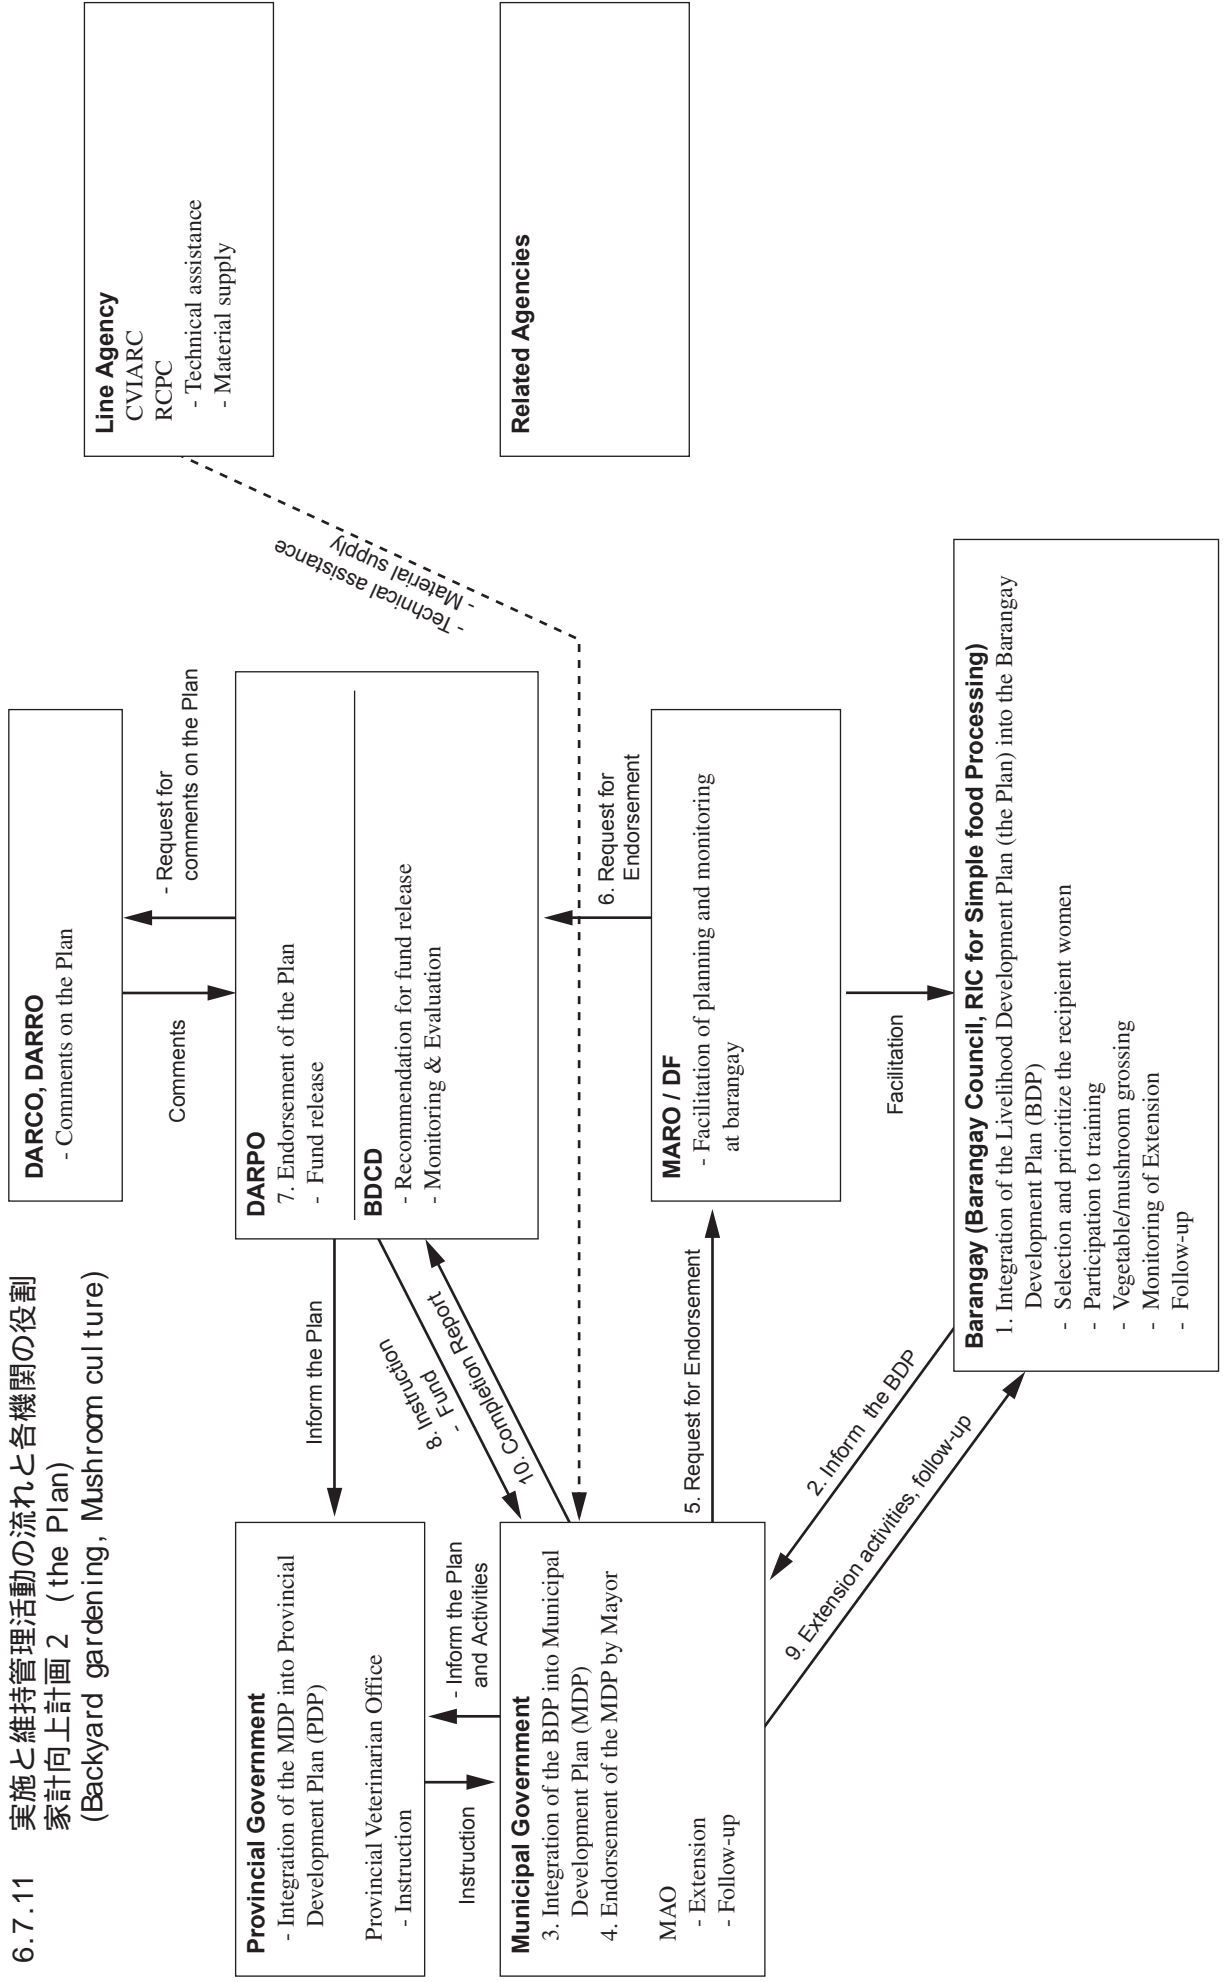 6.7.11 実施と維持管理活動の流れと各機関の役割
家計向上計画2 (the Plan)
(Backyard gardening, Mushroom culture)
DARCO, DARRO
- Comments on the Plan
Comments
- Request for
comments on the Plan
Line Agency
CVIARC
RCPC
- Technical assistance
- Material supply
Provincial Government
- Integration of the MDP into Provincial
Development Plan (PDP)
Provincial Veterinarian Office
- Instruction
Inform the Plan
DARPO
7. Endorsement of the Plan
- Fund release
BDCD
- Recommendation for fund release
- Monitoring & Evaluation
- Technical assistance
- Material supply
Instruction
- Inform the Plan
and Activities
8. Instruction
- Fund
10. Completion Report
6. Request for
Endorsement
Related Agencies
Municipal Government
3. Integration of the BDP into Municipal
Development Plan (MDP)
4. Endorsement of the MDP by Mayor
MAO
- Extension
- Follow-up
5. Request for Endorsement
MARO / DF
- Facilitation of planning and monitoring
at barangay
Facilitation
2. Inform the BDP
9. Extension activities, follow-up
Barangay (Barangay Council, RIC for Simple food Processing)
1. Integration of the Livelihood Development Plan (the Plan) into the Barangay
Development Plan (BDP)
- Selection and prioritize the recipient women
- Participation to training
- Vegetable/mushroom grossing
- Monitoring of Extension
- Follow-up